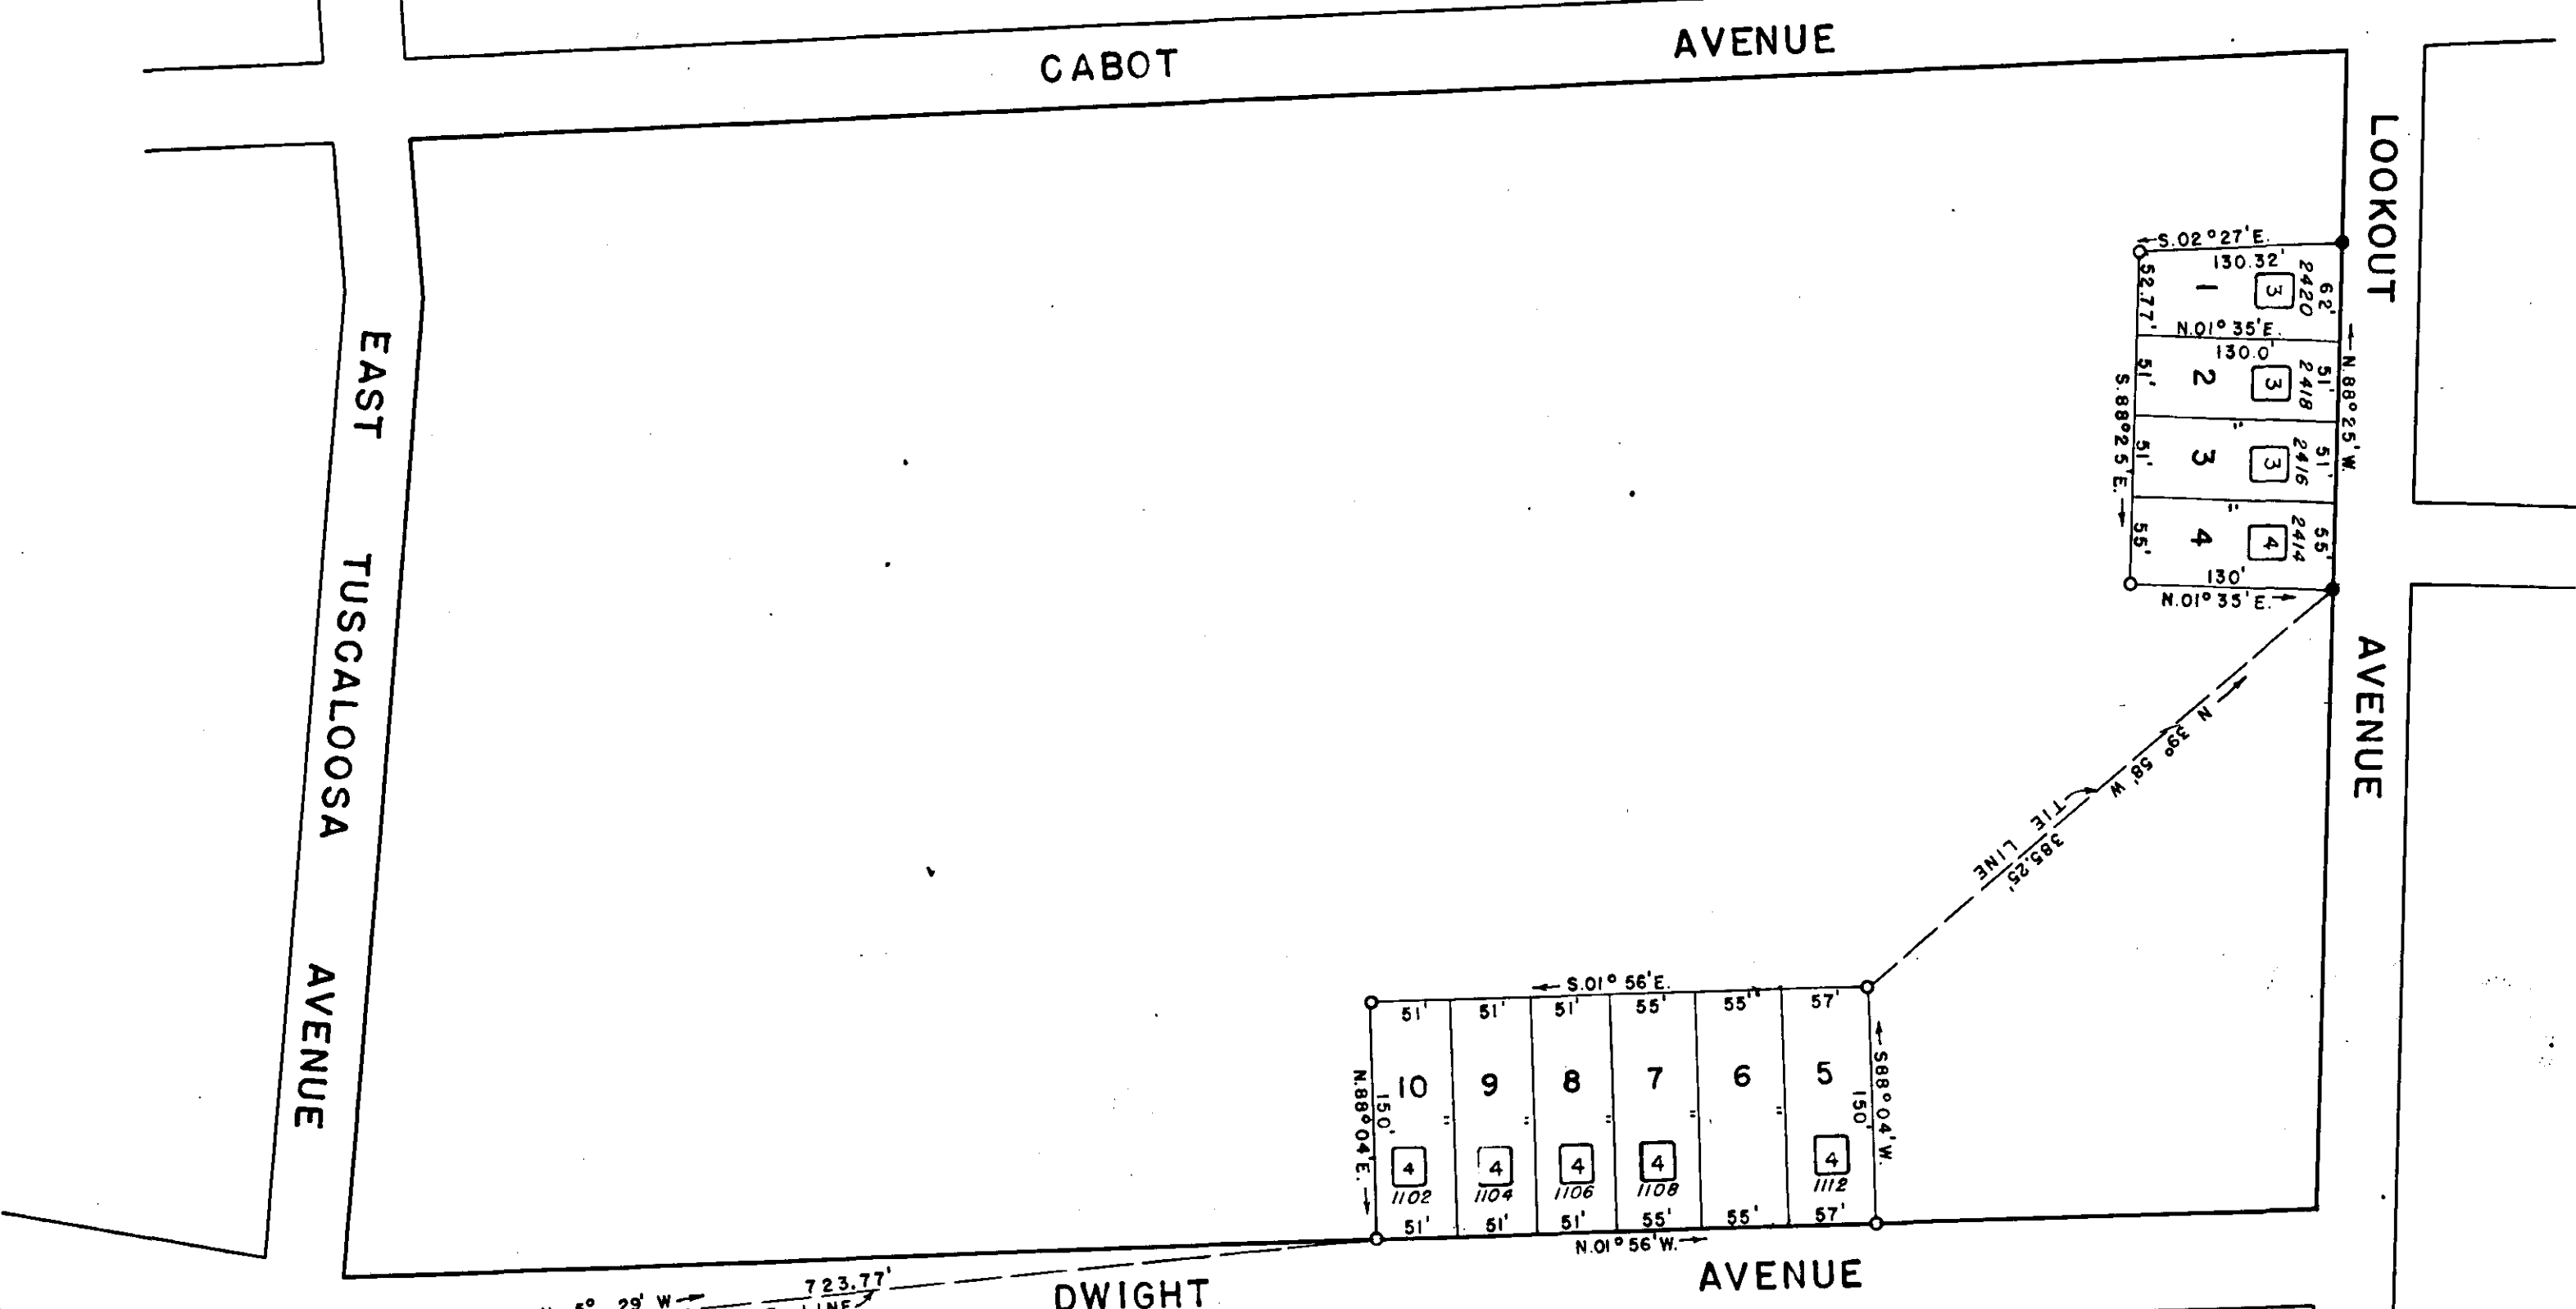 CABOT AVENUE
LOOKOUT AVENUE
EAST TUSCALOOSA AVENUE
S.02°27'E.
130.32'
52.77'
1
3
2420
62'
N.01°35'E.
130.0'
51'
2
3
2418
51'
N.88°25'W.
S.88°25'E.
"
51'
3
3
2416
51'
"
55'
4
4
2414
55'
130'
N.01°35'E.
N 39° 58' W
TIE LINE
385.25'
S.01°56'E.
51' 51' 51' 55' 55' 57'
10 9 8 7 6 5
" " " " "
N.88°04'E.
150'
S88°04'W.
150'
4 4 4 4 4
1102 1104 1106 1108 1112
51' 51' 51' 55' 55' 57'
N.01°56'W.
723.77'
5° 29' W
LINE
DWIGHT AVENUE